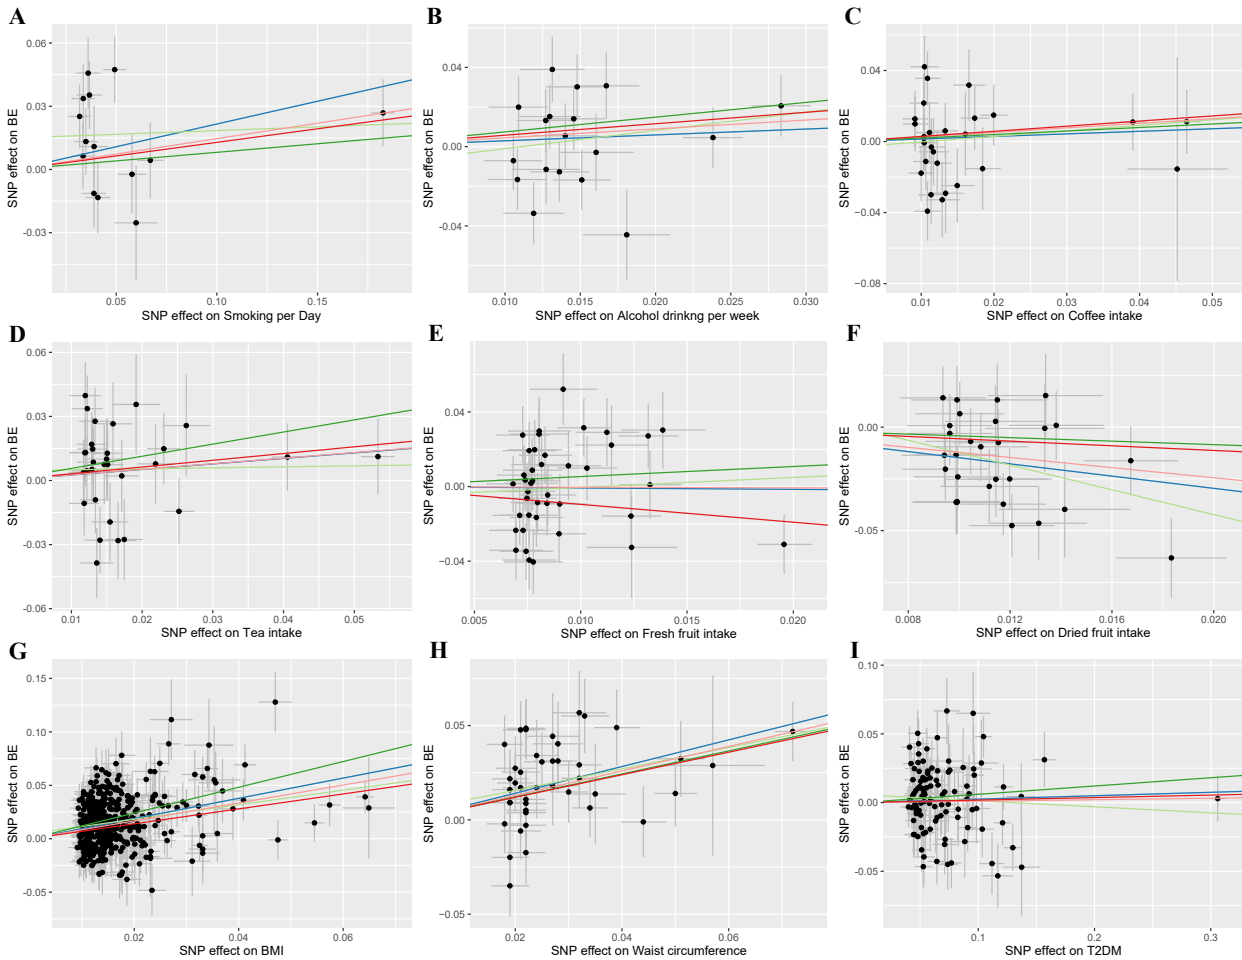 A
SNP effect on BE
0.06
0.03
0.00
−0.03
0.05
0.10
0.15
SNP effect on Smoking per Day
B
SNP effect on BE
0.04
0.00
−0.04
0.010
0.015
0.020
0.025
0.030
SNP effect on Alcohol drinkng per week
C
SNP effect on BE
0.04
0.00
−0.04
−0.08
0.01
0.02
0.03
0.04
0.05
SNP effect on Coffee intake
D
SNP effect on BE
0.06
0.03
0.00
−0.03
−0.06
0.01
0.02
0.03
0.04
0.05
SNP effect on Tea intake
E
SNP effect on BE
0.04
0.00
−0.04
0.005
0.010
0.015
0.020
SNP effect on Fresh fruit intake
F
SNP effect on BE
0.00
−0.05
0.008
0.012
0.016
0.020
SNP effect on Dried fruit intake
G
SNP effect on BE
0.15
0.10
0.05
0.00
−0.05
0.02
0.04
0.06
SNP effect on BMI
H
SNP effect on BE
0.05
0.00
−0.05
0.02
0.04
0.06
SNP effect on Waist circumference
I
SNP effect on BE
0.10
0.05
0.00
−0.05
0.1
0.2
0.3
SNP effect on T2DM